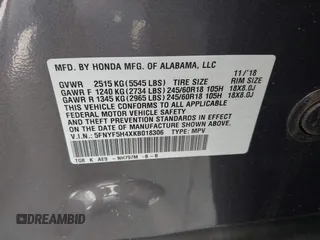 MFD. BY HONDA MFG. OF ALABAMA, LLC
11/'18
GVWR 2515 KG(5545 LBS) TIRE SIZE RIM SIZE
GAWR F 1240 KG(2734 LBS)245/60R18 105H 18X8.0J
GAWR R 1345 KG(2965 LBS)245/60R18 105H 18X8.0J
THIS VEHICLE CONFORMS TO ALL APPLICABLE
FEDERAL MOTOR VEHICLE SAFETY AND
THEFT PREVENTION STANDARDS IN EFFECT ON THE
DATE OF MANUFACTURE SHOWN ABOVE.
V.I.N.: 5FNYF5H4XKB018306 TYPE: MPV
TG8 K AE9 - NH797M -B - B